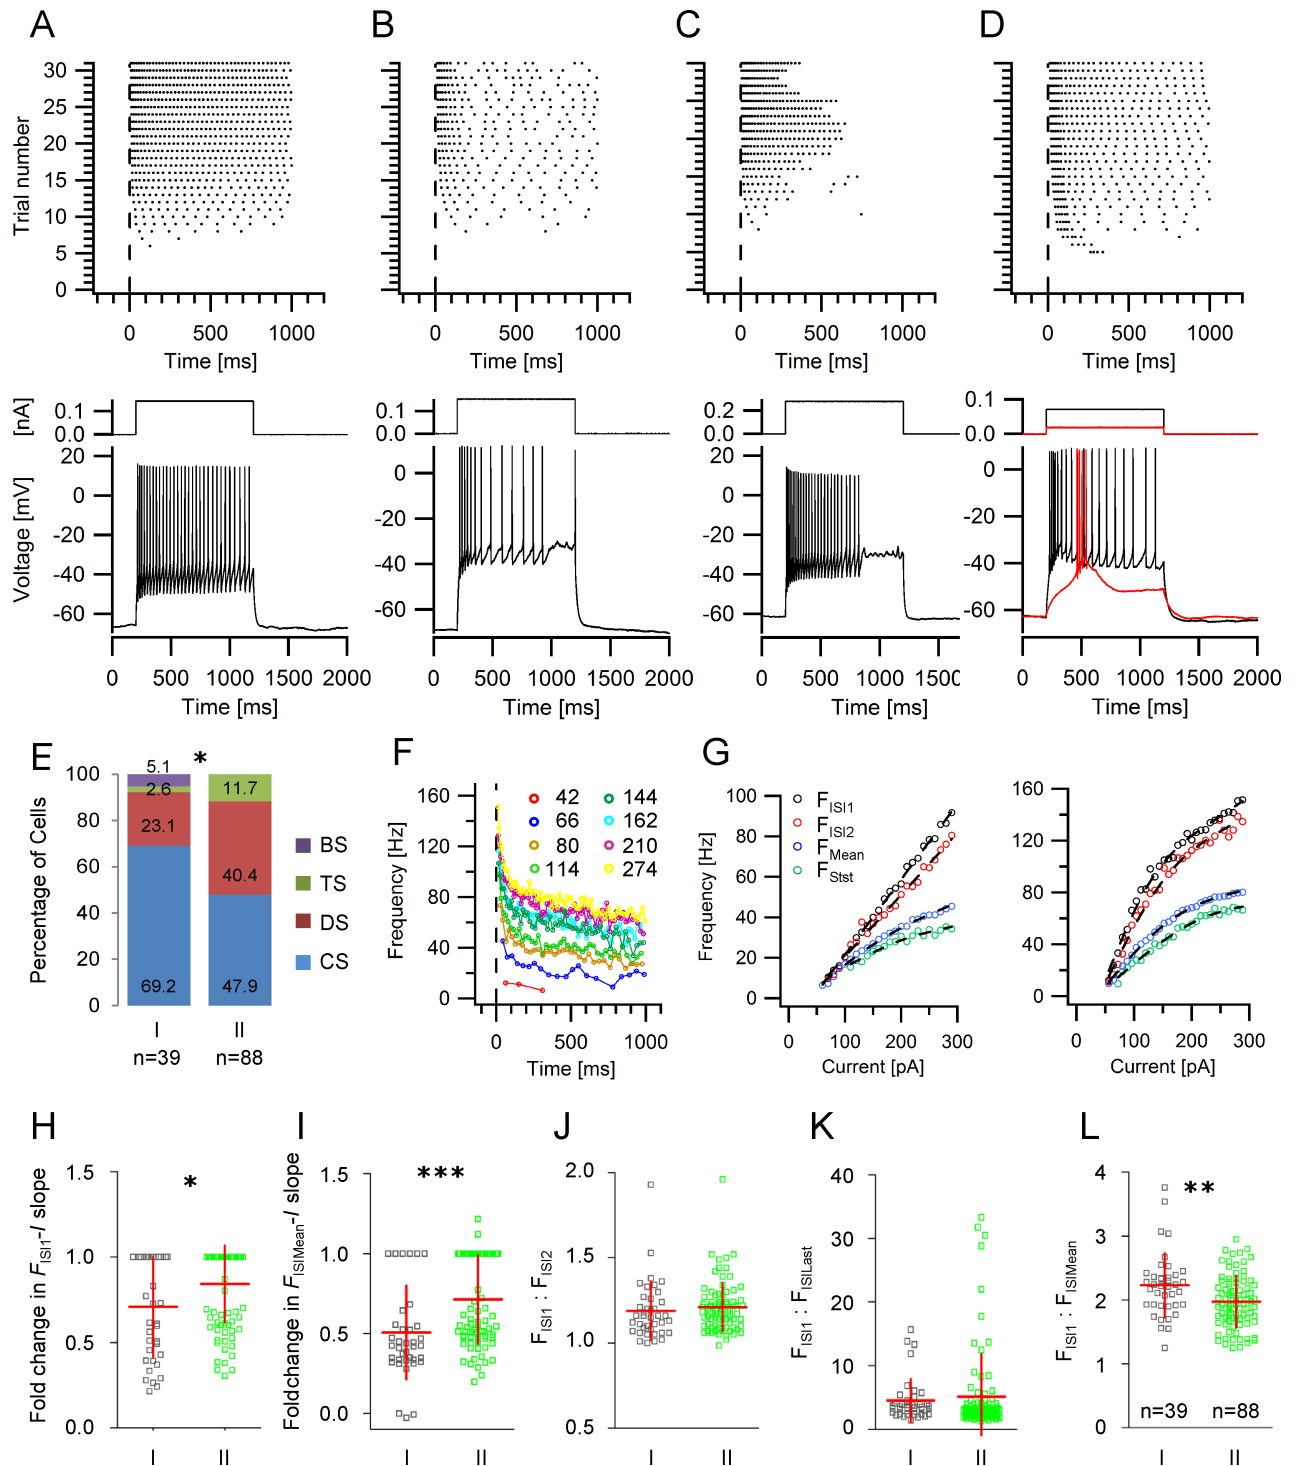 A
B
C
D
Trial number
30
25
20
15
10
5
0
0 500 1000
0 500 1000
0 500 1000
0 500 1000
Time [ms]
Time [ms]
Time [ms]
Time [ms]
[nA]
0.1
0.0
0.1
0.0
0.2
0.0
0.1
0.0
Voltage [mV]
20
0
-20
-40
-60
0
-20
-40
-60
20
0
-20
-40
-60
0
-20
-40
-60
0 500 1000 1500 2000
0 500 1000 1500 2000
0 500 1000 150
0 500 1000 1500 2000
Time [ms]
Time [ms]
Time [ms]
Time [ms]
E
Percentage of Cells
100
80
60
40
20
0
*
5.1
2.6
23.1
69.2
11.7
40.4
47.9
I
II
n=39
n=88
BS
TS
DS
CS
F
Frequency [Hz]
160
120
80
40
0
42
66
80
114
144
162
210
274
0 500 1000
Time [ms]
G
Frequency [Hz]
100
80
60
40
20
0
FISI1
FISI2
FMean
FStst
0 100 200 300
Current [pA]
160
120
80
40
0
0 100 200 300
Current [pA]
H
Fold change in FISI1-I slope
1.5
1.0
0.5
0.0
*
I
II
I
Foldchange in FISIMean-I slope
1.5
1.0
0.5
0.0
***
I
II
J
FISI1 : FISI2
2.0
1.5
1.0
0.5
I
II
K
FISI1 : FISILast
40
30
20
10
0
I
II
L
FISI1 : FISIMean
4
3
2
1
0
**
n=39
n=88
I
II